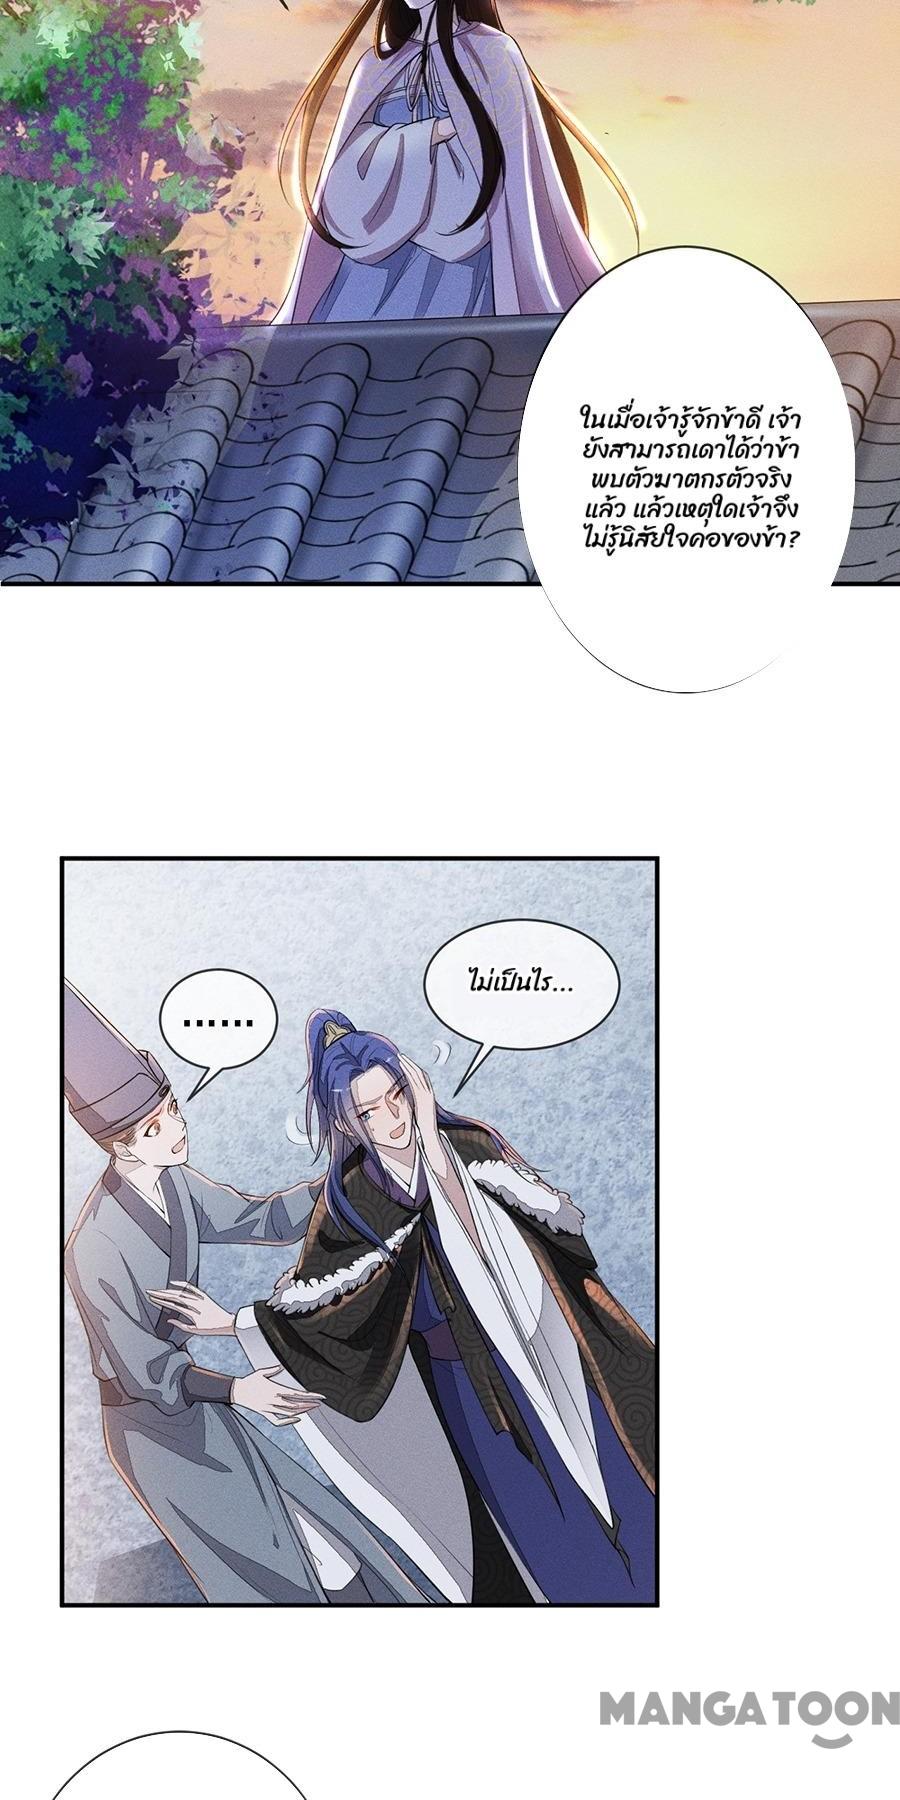 ในเมื่อเจ้ารู้จักข้าดี เจ้า
ยังสามารถเดาได้ว่าข้า
พบตัวฆาตกรตัวจริง
แล้ว แล้วเหตุใดเจ้าจึง
ไม่รู้นิสัยใจคอของข้า?
ไม่เป็นไร...
......
MANGATOON